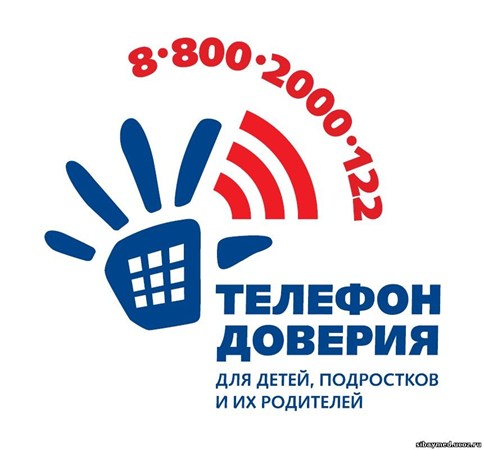 8·800·2000·122
ТЕЛЕФОН
ДОВЕРИЯ
ДЛЯ ДЕТЕЙ, ПОДРОСТКОВ
И ИХ РОДИТЕЛЕЙ
sibaymed.ucoz.ru